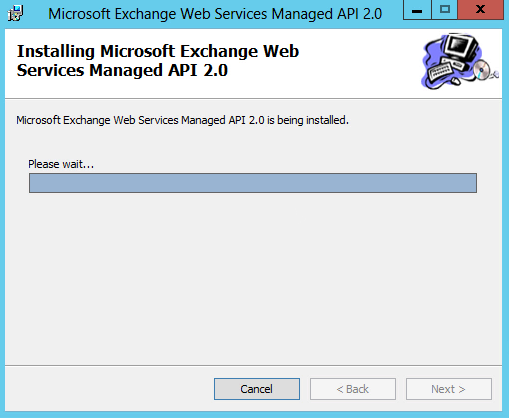 Microsoft Exchange Web Services Managed API 2.0
Installing Microsoft Exchange Web
Services Managed API 2.0
Microsoft Exchange Web Services Managed API 2.0 is being installed.
Please wait...
Cancel
< Back
Next >